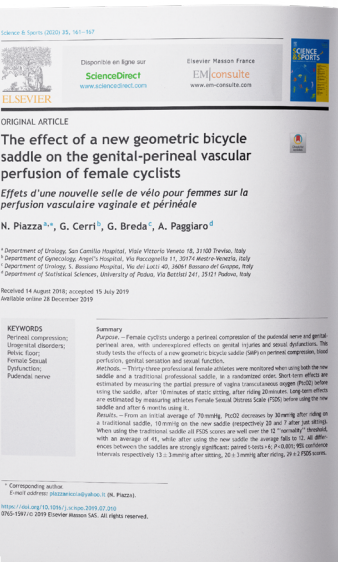 Science & Sports (2020) 35, 161—167
Disponible en ligne sur
ScienceDirect
www.sciencedirect.com
Elsevier Masson France
EM|consulte
www.em-consulte.com
SCIENCE
&SPORTS
ELSEVIER
ORIGINAL ARTICLE
The effect of a new geometric bicycle
saddle on the genital-perineal vascular
perfusion of female cyclists
Effets d'une nouvelle selle de vélo pour femmes sur la
perfusion vasculaire vaginale et périnéale
N. Piazza a,*, G. Cerri b, G. Breda c, A. Paggiaro d
a Department of Urology, San Camillo Hospital, Viale Vittorio Veneto 18, 31100 Treviso, Italy
b Department of Gynecology, Angel's Hospital, Via Paccagnella 11, 30174 Mestre-Venezia, Italy
c Department of Urology, S. Bassiano Hospital, Via dei Lotti 40, 36061 Bassano del Grappa, Italy
d Department of Statistical Sciences, University of Padua, Via Battisti 241, 35121 Padova, Italy
Received 14 August 2018; accepted 15 July 2019
Available online 28 December 2019
KEYWORDS
Perineal compression;
Urogenital disorders;
Pelvic floor;
Female Sexual
Dysfunction;
Pudendal nerve
Summary
Purpose. — Female cyclists undergo a perineal compression of the pudendal nerve and genital-
perineal area, with underexplored effects on genital injuries and sexual dysfunctions. This
study tests the effects of a new geometric bicycle saddle (SMP) on perineal compression, blood
perfusion, genital sensation and sexual function.
Methods. — Thirty-three professional female athletes were monitored when using both the new
saddle and a traditional professional saddle, in a randomized order. Short-term effects are
estimated by measuring the partial pressure of vagina transcutaneous oxygen (PtcO2) before
using the saddle, after 10 minutes of static sitting, after riding 20 minutes. Long-term effects
are estimated by measuring athletes Female Sexual Distress Scale (FSDS) before using the new
saddle and after 6 months using it.
Results. — From an initial average of 70 mmHg, PtcO2 decreases by 30 mmHg after riding on
a traditional saddle, 10 mmHg on the new saddle (respectively 20 and 7 after just sitting).
When using the traditional saddle all FSDS scores are well over the 12 "normality" threshold,
with an average of 41, while after using the new saddle the average falls to 12. All differ-
ences between the saddles are strongly significant: paired t-tests >6; P<0.001; 95% confidence
intervals respectively 13 ± 3 mmHg after sitting, 20 ± 3 mmHg after riding, 29 ± 2 FSDS scores.
* Corresponding author.
E-mail address: piazzanicola@yahoo.it (N. Piazza).
https://doi.org/10.1016/j.scispo.2019.07.010
0765-1597/© 2019 Elsevier Masson SAS. All rights reserved.